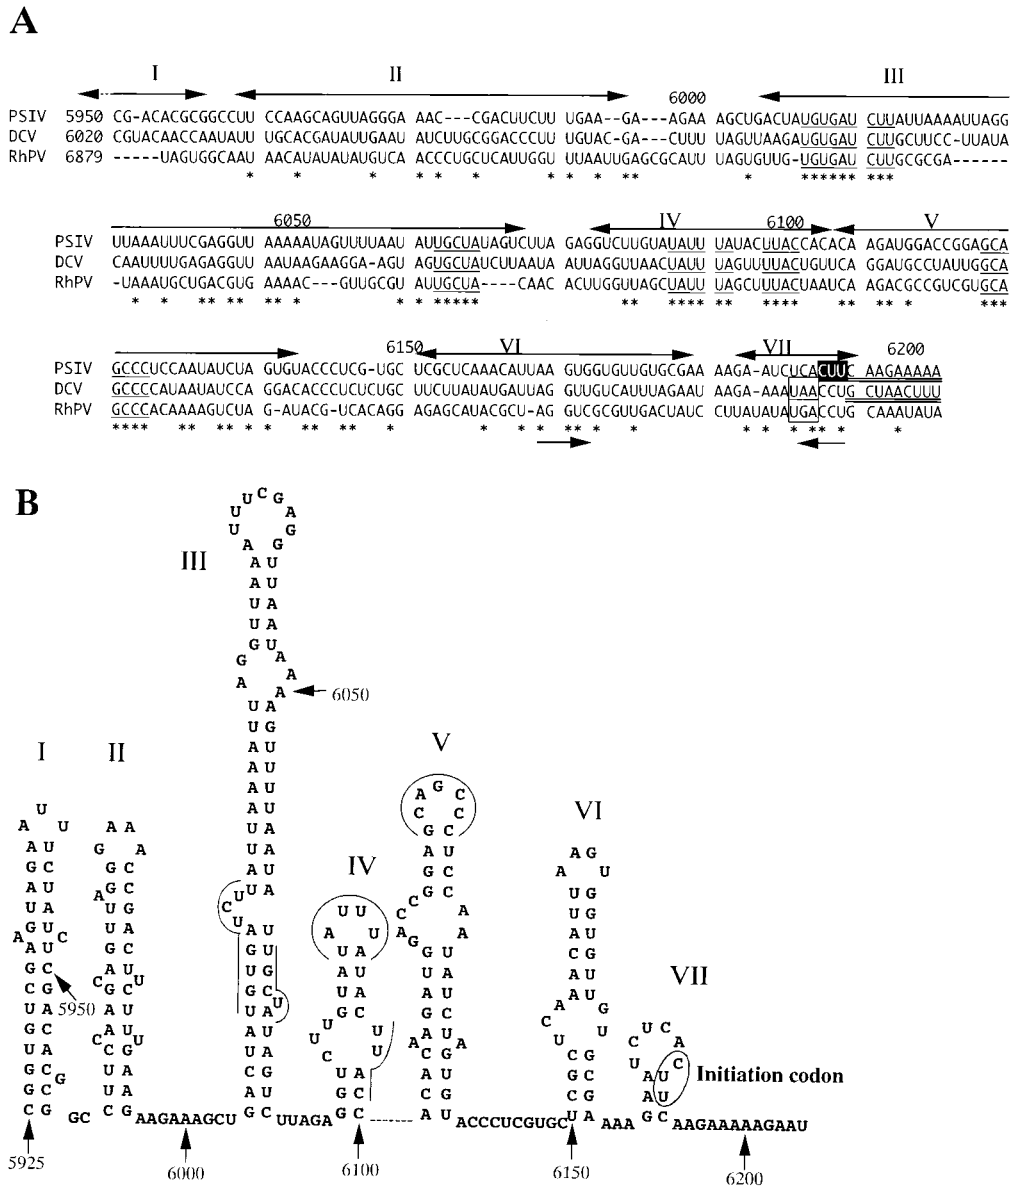 A
I II III
6000
PSIV 5950 CG-ACACGCGGCCUU CCAAGCAGUUAGGGA AAC---CGACUUCUU UGAA--GA---AGAA AGCUGACUAUGUGAU CUUAUUAAAAUUAGG
DCV 6020 CGUACAACCAAUAUU UGCACGAUAUUGAAU AUCUUGCGGACCUGU UGUAC-GA---CUUU UAGUUAAGAUGUGAU CUUGCUUCC-UUAUA
RhPV 6879 -----UAGUGGCAAU AACAUAUAUAUGUCA ACCCUGCUCAUUGGU UUAAUUGAGCGCAUU UAGUGUUG-UGUGAU CUUGCGCGA------
6050 IV 6100 V
PSIV UUAAAUUUCGAGGUU AAAAAUAGUUUUAAU AUUGCUAUAGUCUUA GAGGUCUUGUAUAUU UAUACUUACCACACA AGAUGGACCGGAGCA
DCV CAAUUUUGAGAGGUU AAUAAGAAGGA-AGU AGUGCUAUCUUAAUA AUUAGGUUAACUAUU UAGUUUUACUGUUCA GGAUGCCUAUUGGCA
RhPV -UAAAUGCUGACGUG AAAAC---GUUGCGU AUUGCUA----CAAC ACUUGGUUAGCUAUU UAGCUUUACUAAUCA AGACGCCGUCGUGCA
6150 VI VII 6200
PSIV GCCCUCCAAUAUCUA GUGUACCCUCG-UGC UCGCUCAAACAUUAA GUGGUGUUGUGCGAA AAGA-AUCUCACUUC AAGAAAAA
DCV GCCCCAUAAUAUCCA GGACACCCUCUCUGC UUCUUAUAUGAUUAG GUUGUCAUUUAGAAU AAGA-AAAUAACCUG CUAACUUU
RhPV GCCCACAAAAGUCUA G-AUACG-UCACAGG AGAGCAUACGCU-AG GUCGCGUUGACUAUC CUUAUAUAUGACCUG CAAAUAUA
B
I II III IV V VI VII
6050
5950
Initiation codon
AAGAAAGCU
UUAGA
ACCCUCGUGC
AAAA
AAGAAAAAGAAU
5925 6000 6100 6150 6200